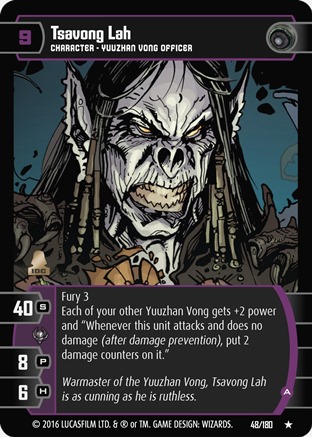 9
Tsavong Lah
CHARACTER • YUUZHAN VONG OFFICER
IDC
40 S
8 P
6 H
Fury 3
Each of your other Yuuzhan Vong gets +2 power
and “Whenever this unit attacks and does no
damage (after damage prevention), put 2
damage counters on it.”
Warmaster of the Yuuzhan Vong, Tsavong Lah
is as cunning as he is ruthless.
A
© 2016 LUCASFILM LTD. & ® or TM. GAME DESIGN: WIZARDS.
48/180